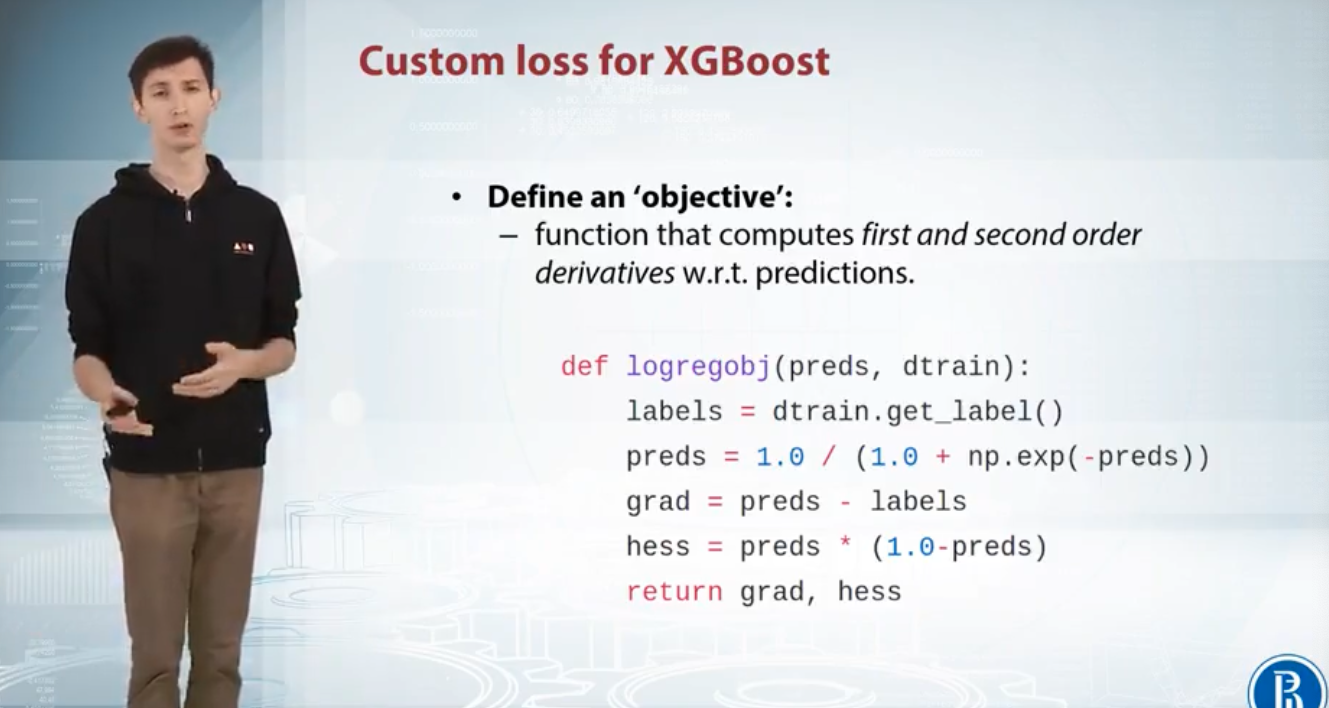 Custom loss for XGBoost
• Define an ‘objective’:
– function that computes first and second order
derivatives w.r.t. predictions.
def logregobj(preds, dtrain):
labels = dtrain.get_label()
preds = 1.0 / (1.0 + np.exp(-preds))
grad = preds - labels
hess = preds * (1.0-preds)
return grad, hess